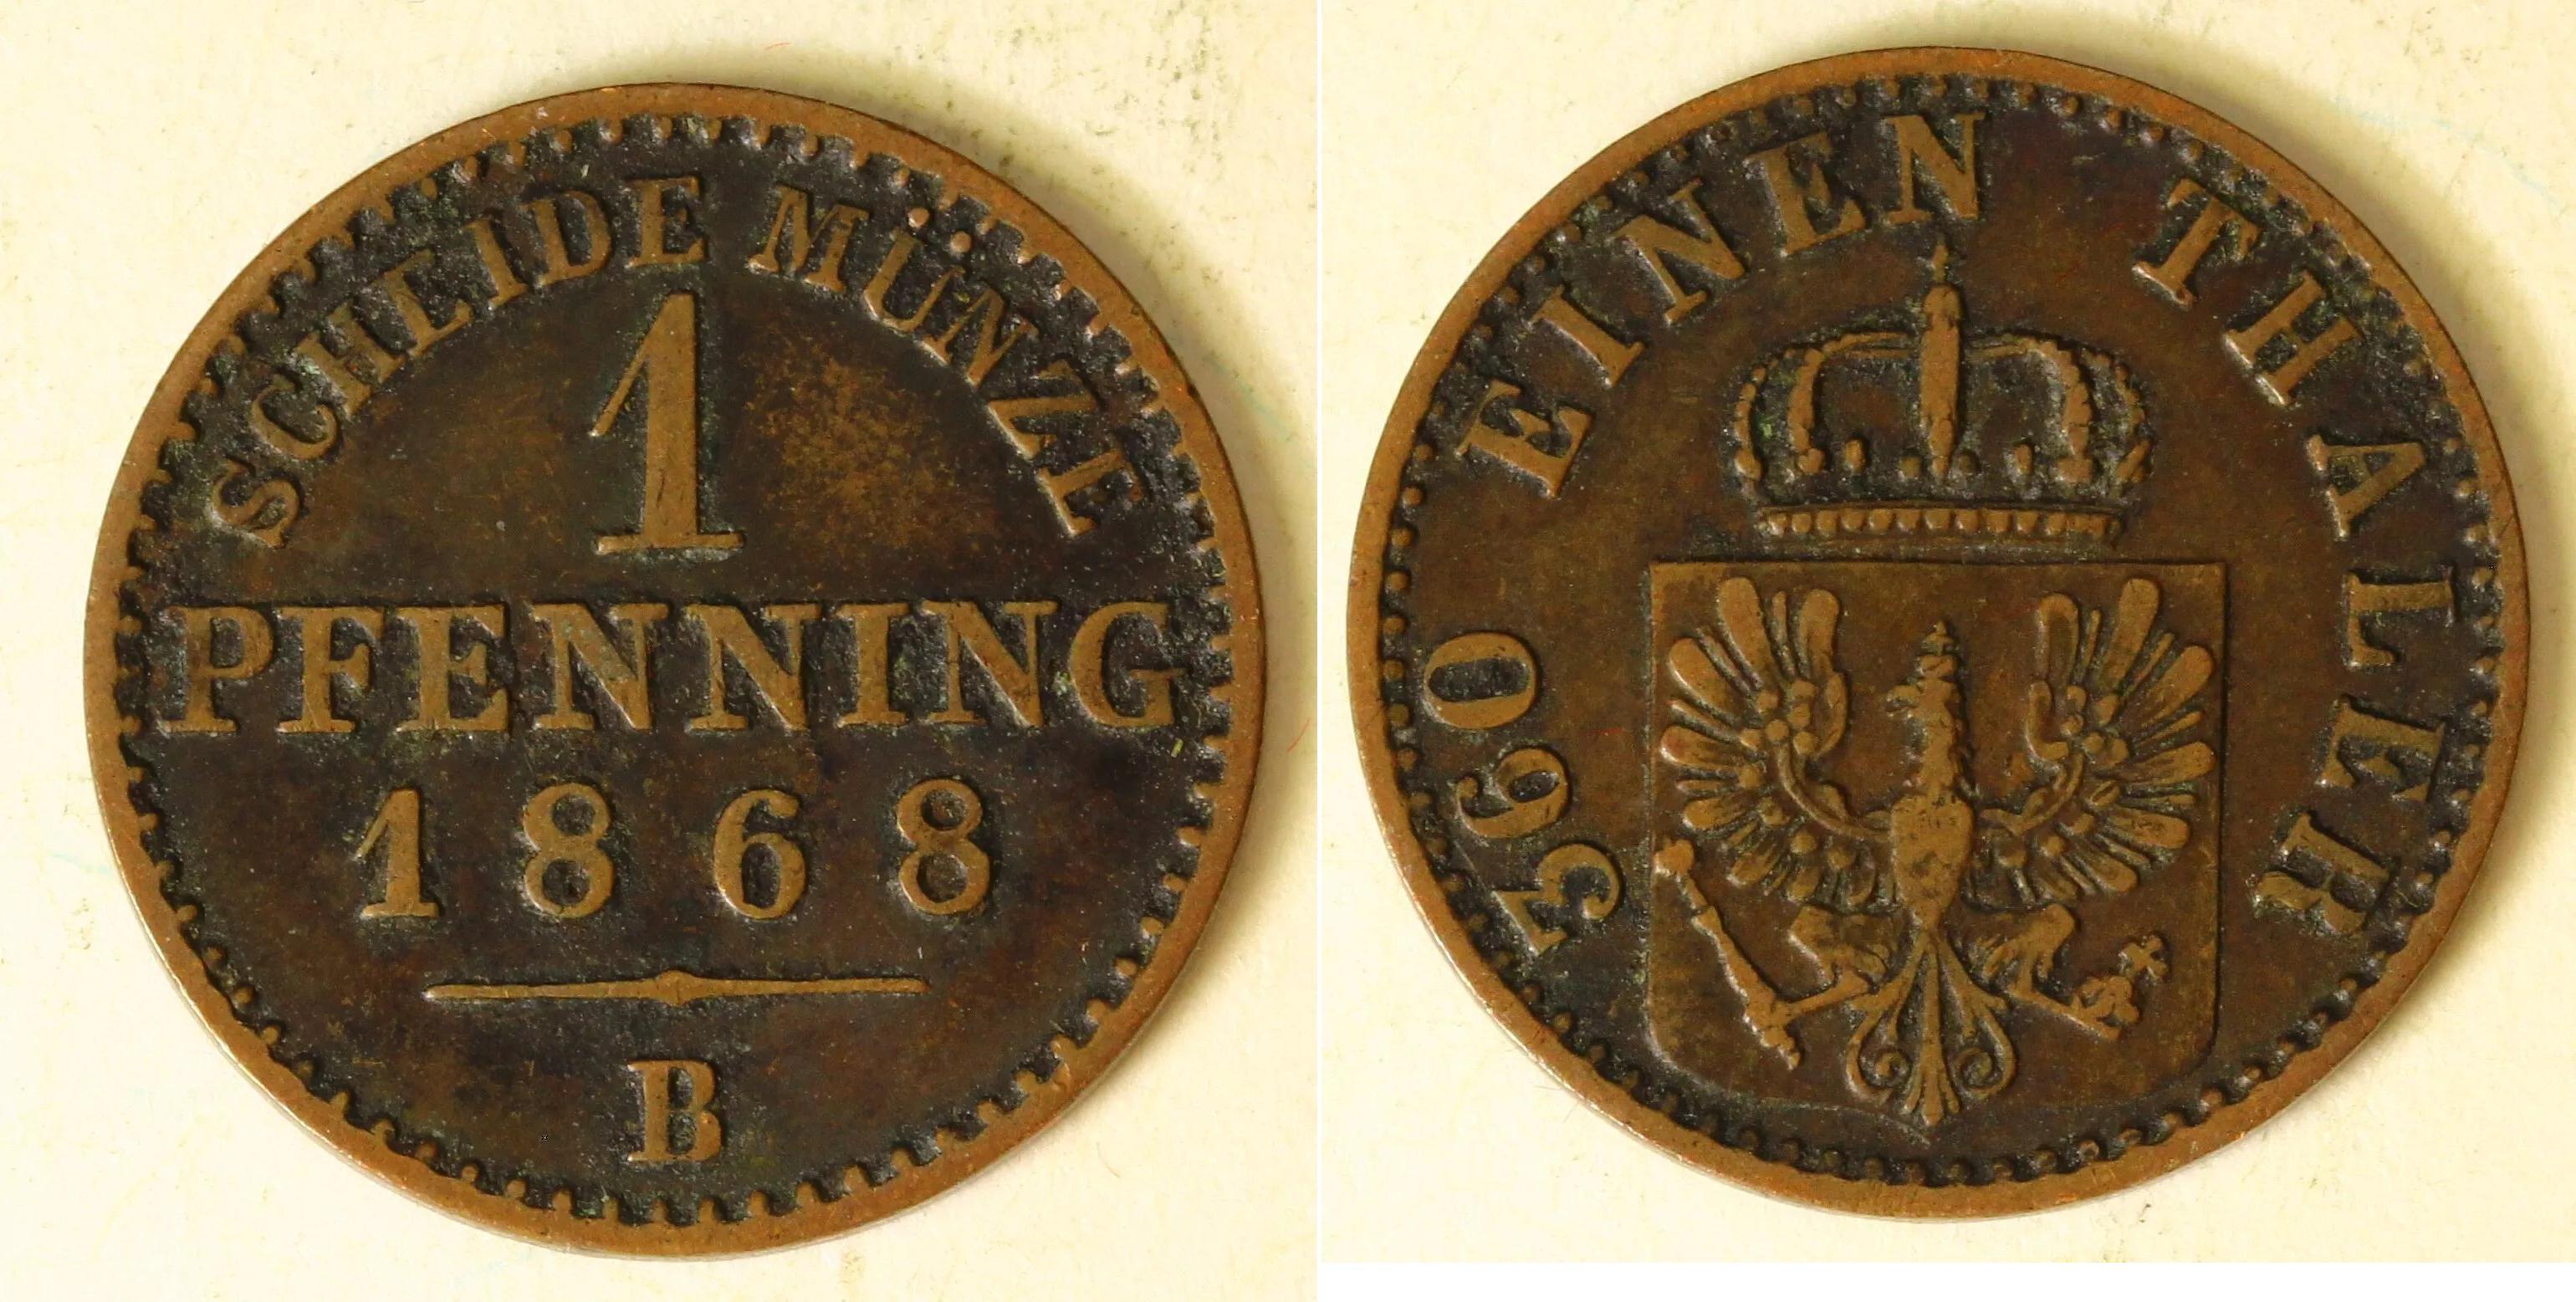 SCHEIDE MÜNZE
1
PFENNING
1868
B
360 EINEN THALER